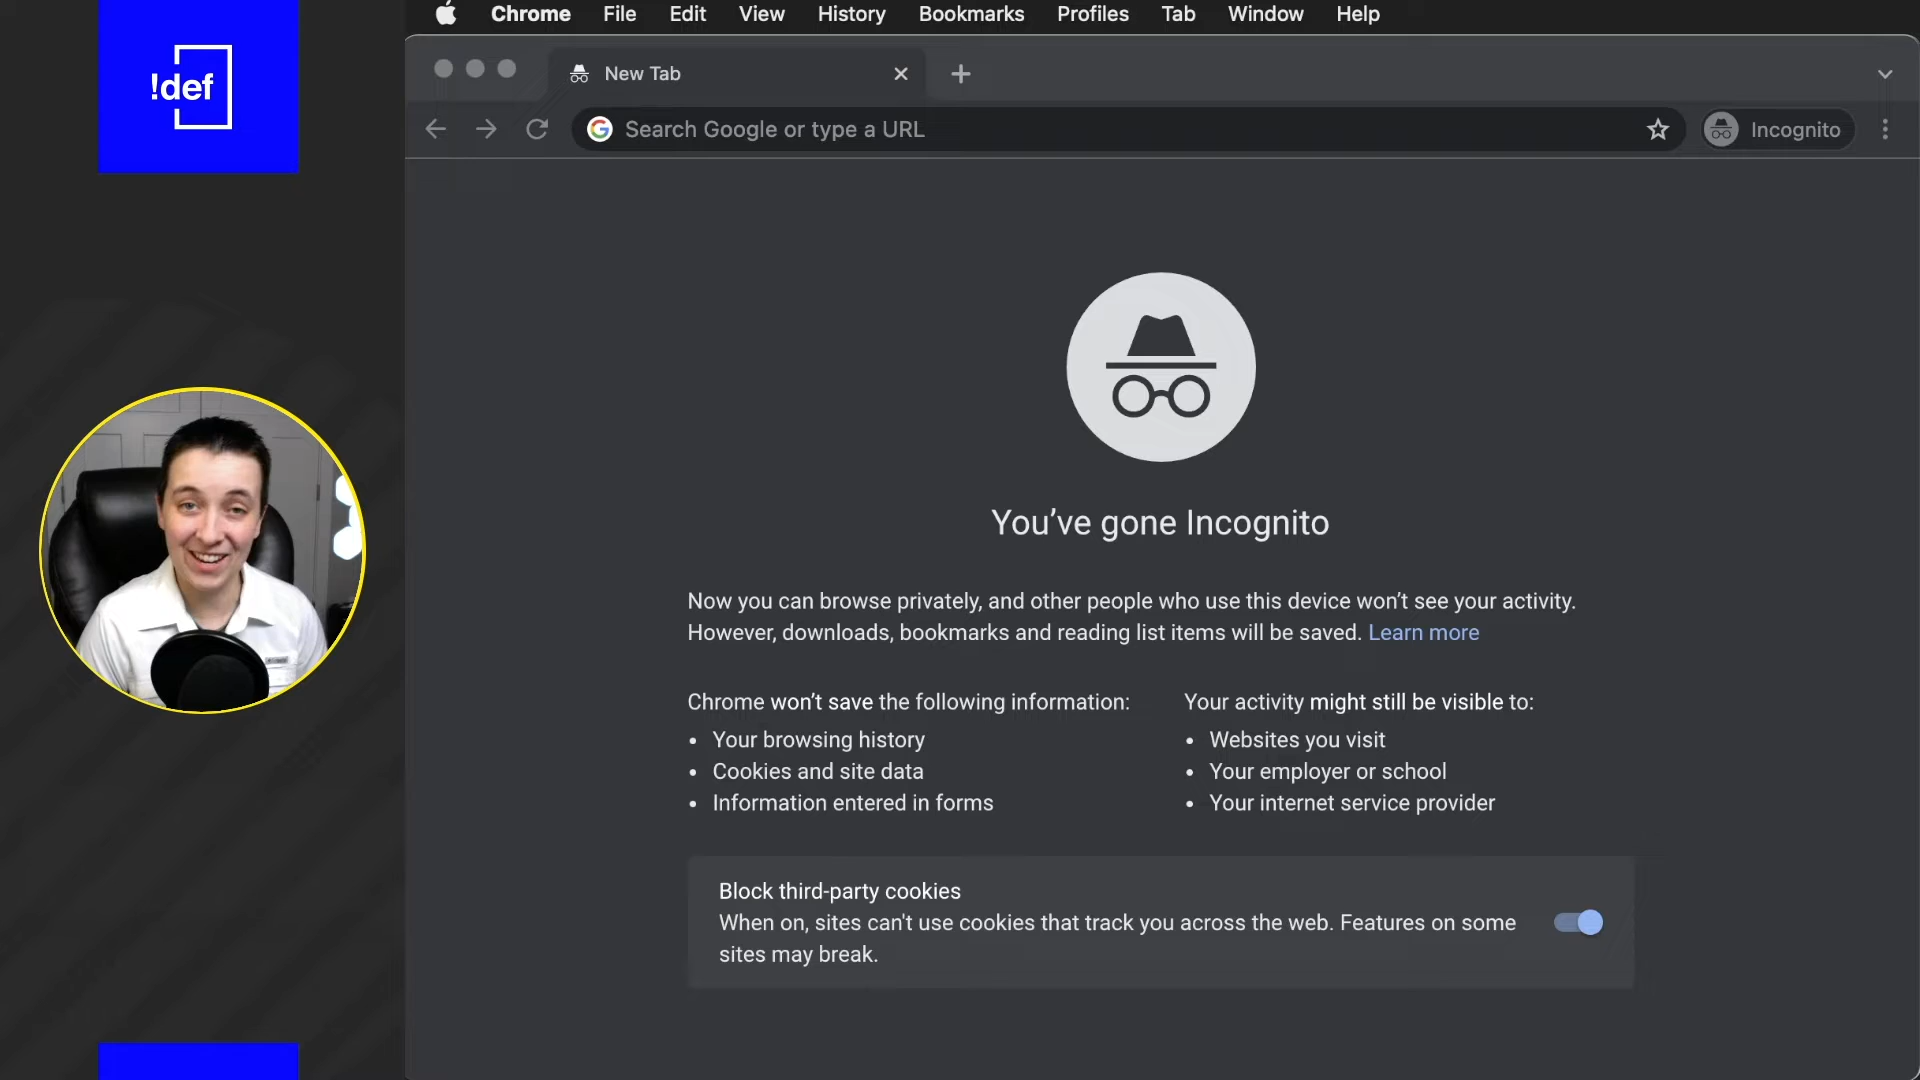 !def
Chrome File Edit View History Bookmarks Profiles Tab Window Help
New Tab
Search Google or type a URL
Incognito
You’ve gone Incognito
Now you can browse privately, and other people who use this device won’t see your activity.
However, downloads, bookmarks and reading list items will be saved. Learn more
Chrome won’t save the following information:
• Your browsing history
• Cookies and site data
• Information entered in forms
Your activity might still be visible to:
• Websites you visit
• Your employer or school
• Your internet service provider
Block third-party cookies
When on, sites can't use cookies that track you across the web. Features on some
sites may break.